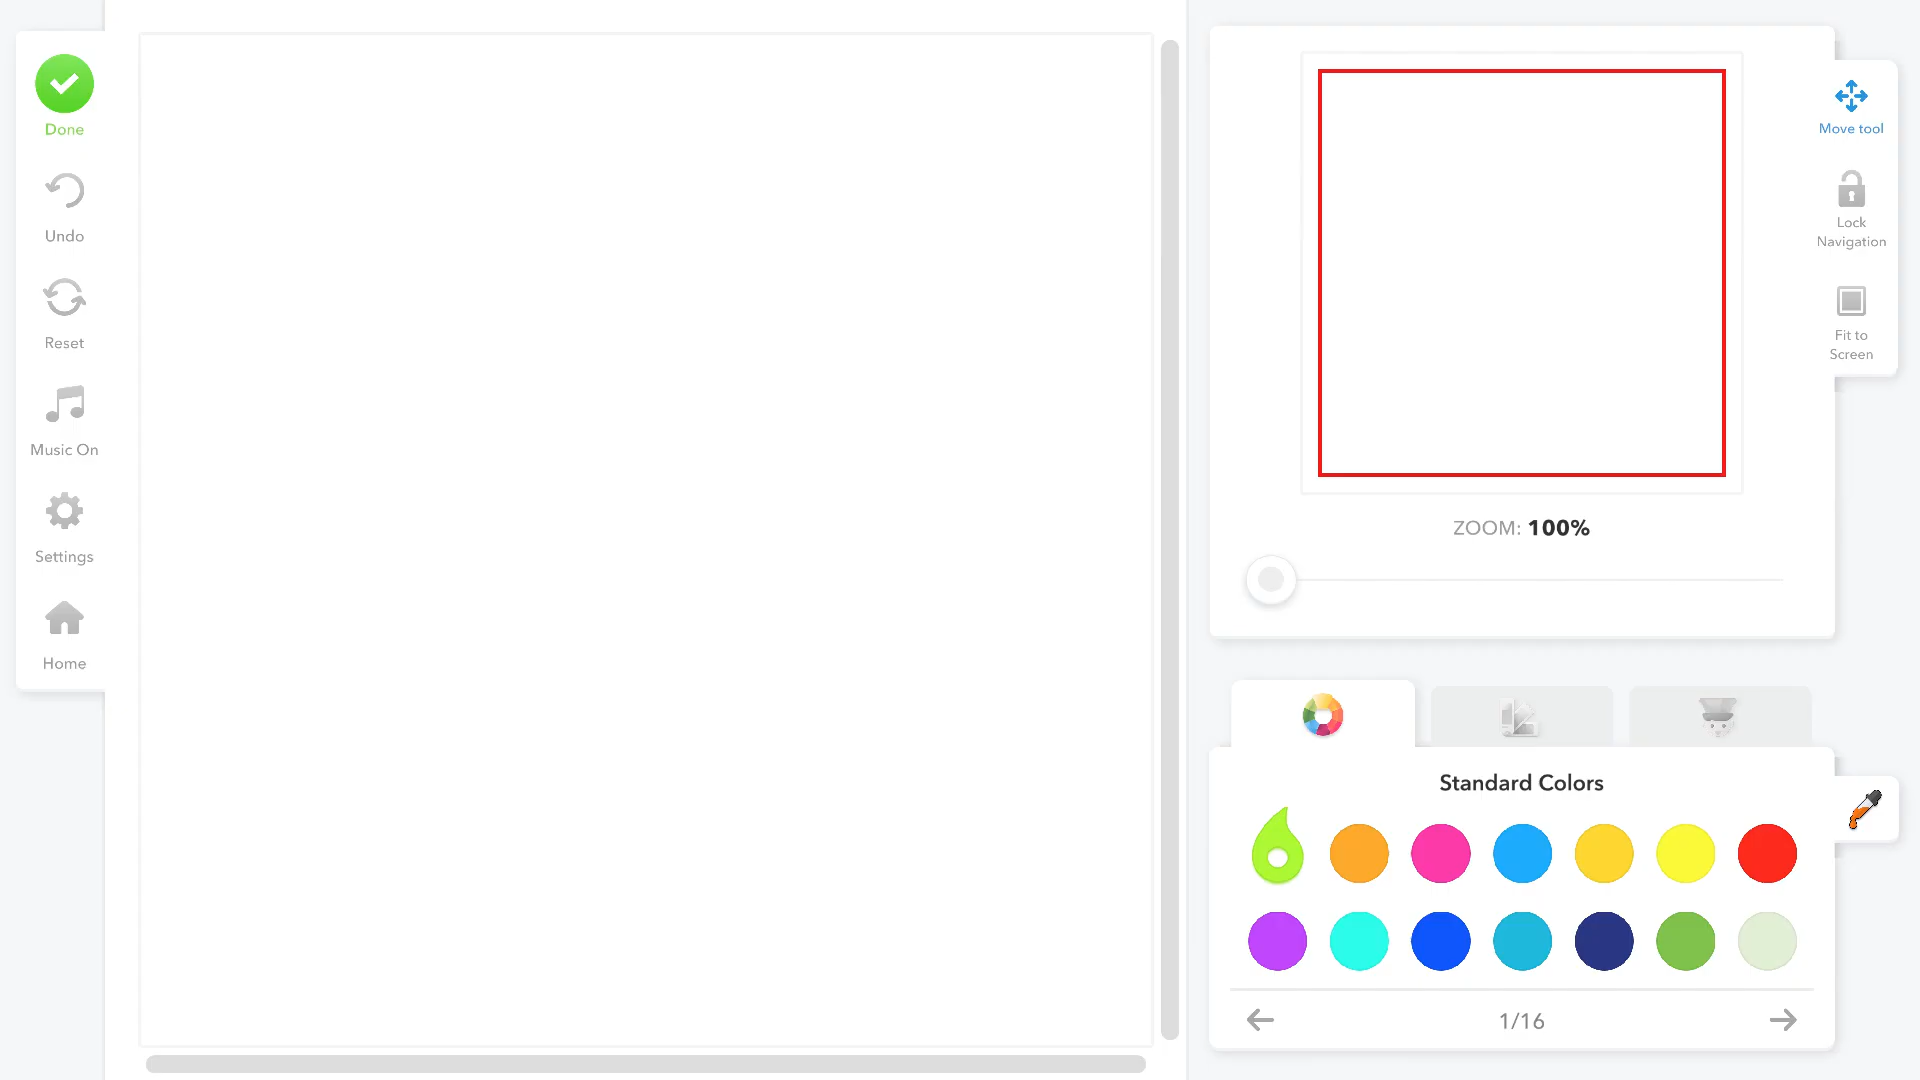 Done
Undo
Reset
Music On
Settings
Home
Move tool
Lock
Navigation
Fit to
Screen
ZOOM: 100%
Standard Colors
1/16